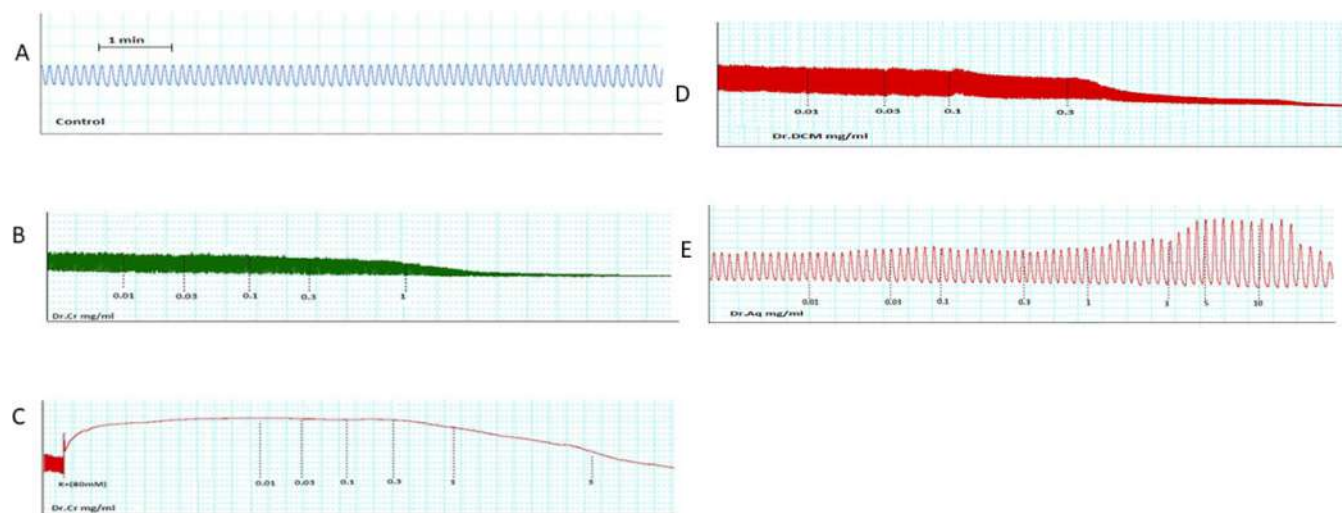 A
1 min
Control
B
0.01 0.03 0.1 0.3 1
Dr.Cr mg/ml
C
K+(80mM)
0.01 0.03 0.1 0.3 1 3
Dr.Cr mg/ml
D
0.01 0.03 0.1 0.3
Dr.DCM mg/ml
E
0.01 0.03 0.1 0.3 1 3 5 10
Dr.Aq mg/ml